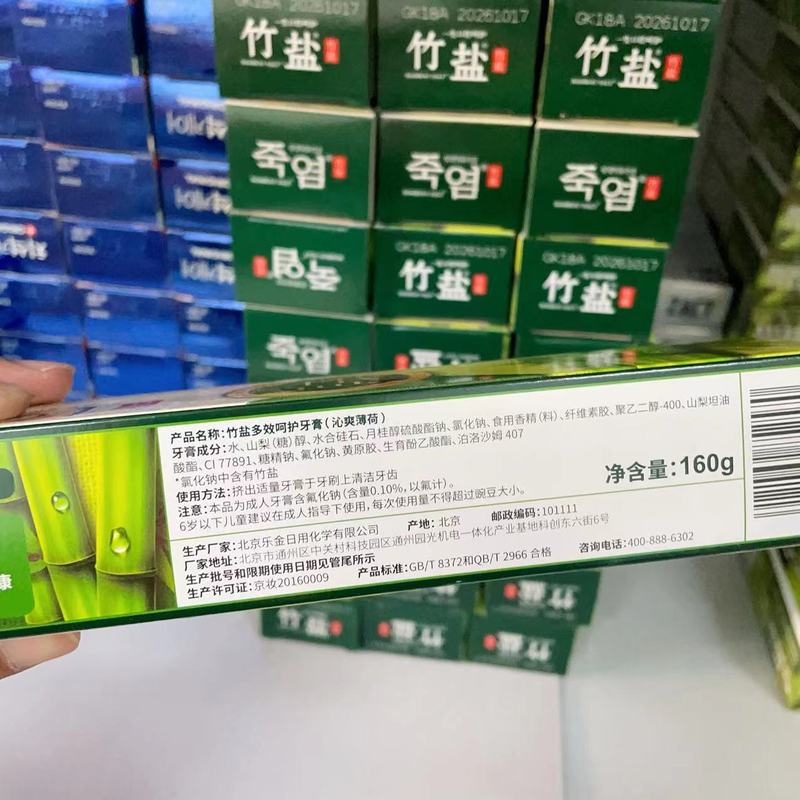 GK18A 20261017
GK18A 20261017
GK18A 20261017
竹盐
竹盐
竹盐
죽염
죽염
죽염
GK18A 20261017
GK18A 20261017
죽염
竹盐
竹盐
죽염
产品名称:竹盐多效呵护牙膏(沁爽薄荷)
牙膏成分:水、山梨(糖)醇、水合硅石、月桂醇硫酸酯钠、氯化钠、食用香精(料)、纤维素胶、聚乙二醇-400、山梨坦油
酸酯、CI 77891、糖精钠、氟化钠、黄原胶、生育酚乙酸酯、泊洛沙姆 407
*氯化钠中含有竹盐
使用方法:挤出适量牙膏于牙刷上清洁牙齿
注意:本品为成人牙膏含氟化钠(含量0.10%,以氟计)。
6岁以下儿童建议在成人指导下使用,每次使用量不得超过豌豆大小。
净含量:160g
生产厂家:北京乐金日用化学有限公司 产地:北京 邮政编码:101111
厂家地址:北京市通州区中关村科技园区通州园光机电一体化产业基地科创东六街6号
生产批号和限期使用日期见管尾所示
生产许可证:京妆20160009 产品标准:GB/T 8372和QB/T 2966 合格 咨询电话:400-888-6302
康
竹盐
竹盐